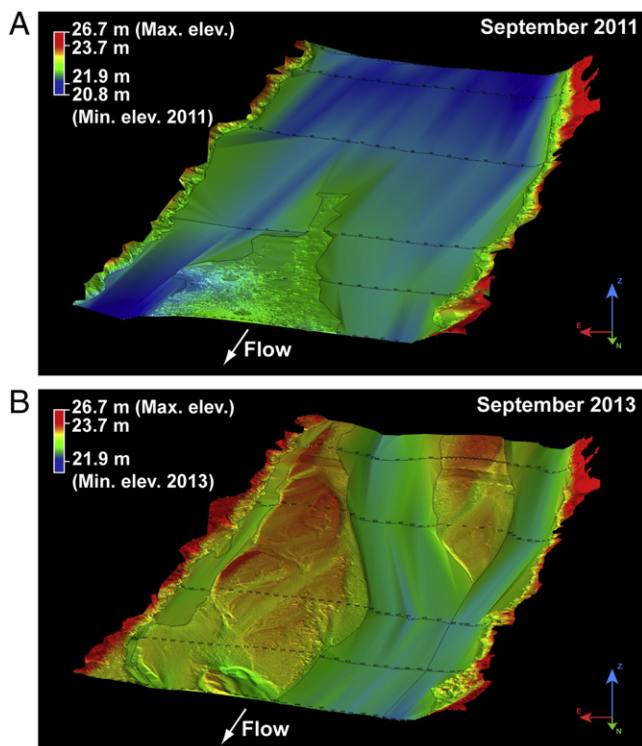 A
September 2011
26.7 m (Max. elev.)
23.7 m
21.9 m
20.8 m
(Min. elev. 2011)
Flow
Z
E
N
B
September 2013
26.7 m (Max. elev.)
23.7 m
21.9 m
(Min. elev. 2013)
Flow
Z
E
N